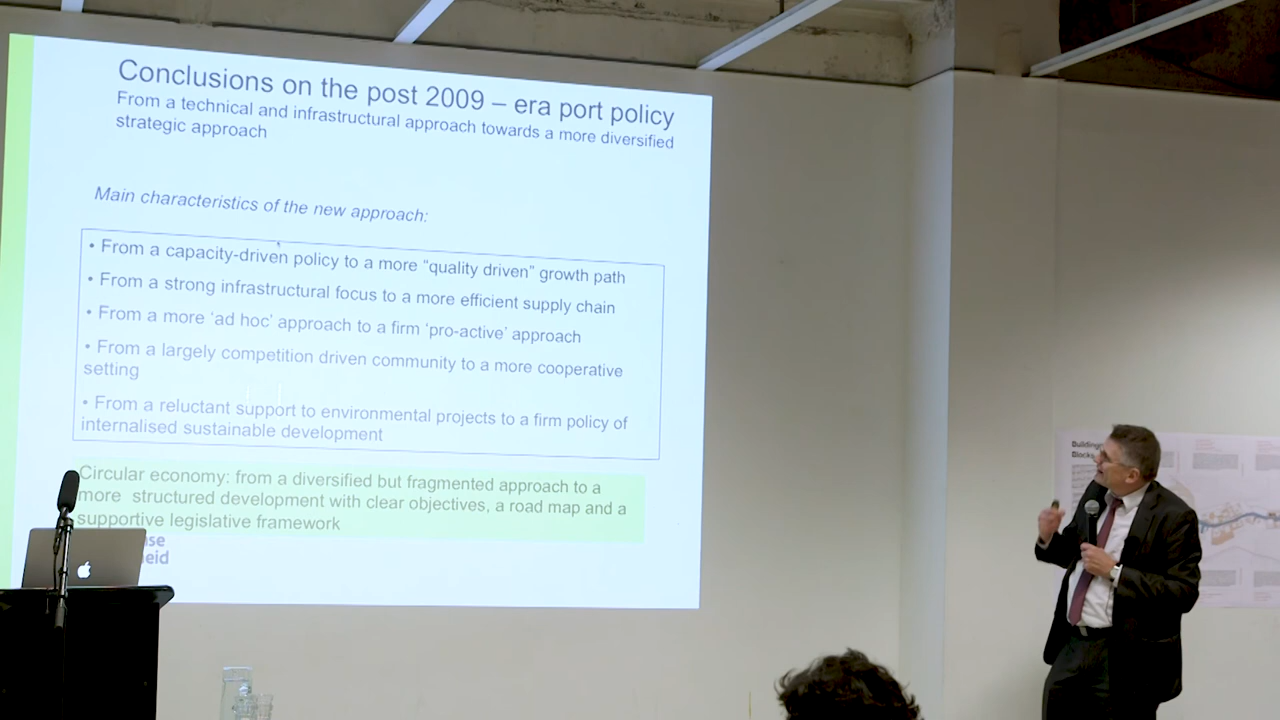 Conclusions on the post 2009 – era port policy
From a technical and infrastructural approach towards a more diversified
strategic approach
Main characteristics of the new approach:
• From a capacity-driven policy to a more “quality driven” growth path
• From a strong infrastructural focus to a more efficient supply chain
• From a more ‘ad hoc’ approach to a firm ‘pro-active’ approach
• From a largely competition driven community to a more cooperative
setting
• From a reluctant support to environmental projects to a firm policy of
internalised sustainable development
Circular economy: from a diversified but fragmented approach to a
more structured development with clear objectives, a road map and a
supportive legislative framework
Building
Blocks